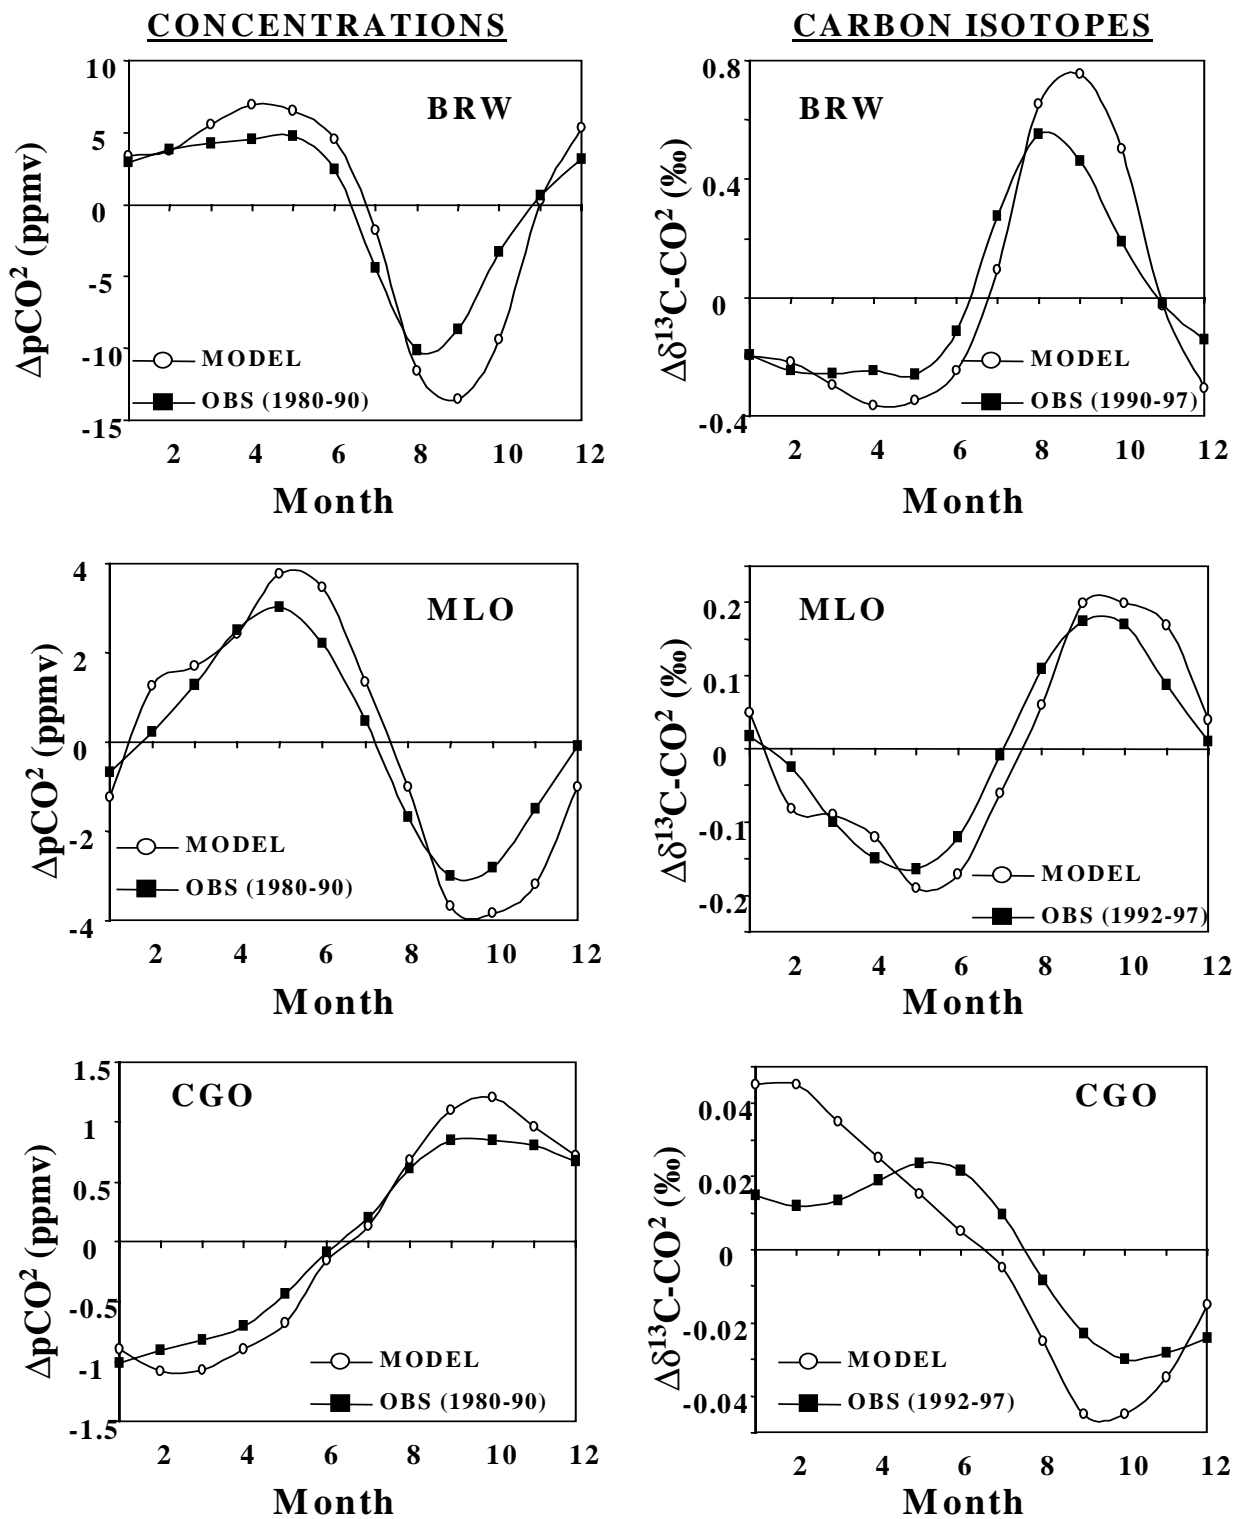 CONCENTRATIONS
CARBON ISOTOPES
10
5
0
-5
-10
-15
ΔpCO² (ppmv)
BRW
MODEL
OBS (1980-90)
2 4 6 8 10 12
Month
0.8
0.4
0
-0.4
Δδ¹³C-CO² (‰)
BRW
MODEL
OBS (1990-97)
2 4 6 8 10 12
Month
4
2
0
-2
-4
ΔpCO² (ppmv)
MLO
MODEL
OBS (1980-90)
2 4 6 8 10 12
Month
0.2
0.1
0
-0.1
-0.2
Δδ¹³C-CO² (‰)
MLO
MODEL
OBS (1992-97)
2 4 6 8 10 12
Month
1.5
1
0.5
0
-0.5
-1
-1.5
ΔpCO² (ppmv)
CGO
MODEL
OBS (1980-90)
2 4 6 8 10 12
Month
0.04
0.02
0
-0.02
-0.04
Δδ¹³C-CO² (‰)
CGO
MODEL
OBS (1992-97)
2 4 6 8 10 12
Month